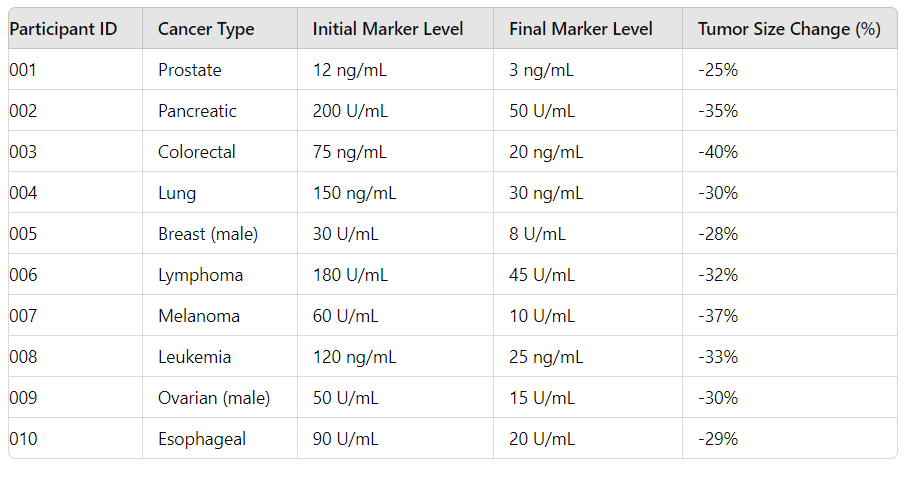 Participant ID Cancer Type Initial Marker Level Final Marker Level Tumor Size Change (%)
001 Prostate 12 ng/mL 3 ng/mL -25%
002 Pancreatic 200 U/mL 50 U/mL -35%
003 Colorectal 75 ng/mL 20 ng/mL -40%
004 Lung 150 ng/mL 30 ng/mL -30%
005 Breast (male) 30 U/mL 8 U/mL -28%
006 Lymphoma 180 U/mL 45 U/mL -32%
007 Melanoma 60 U/mL 10 U/mL -37%
008 Leukemia 120 ng/mL 25 ng/mL -33%
009 Ovarian (male) 50 U/mL 15 U/mL -30%
010 Esophageal 90 U/mL 20 U/mL -29%